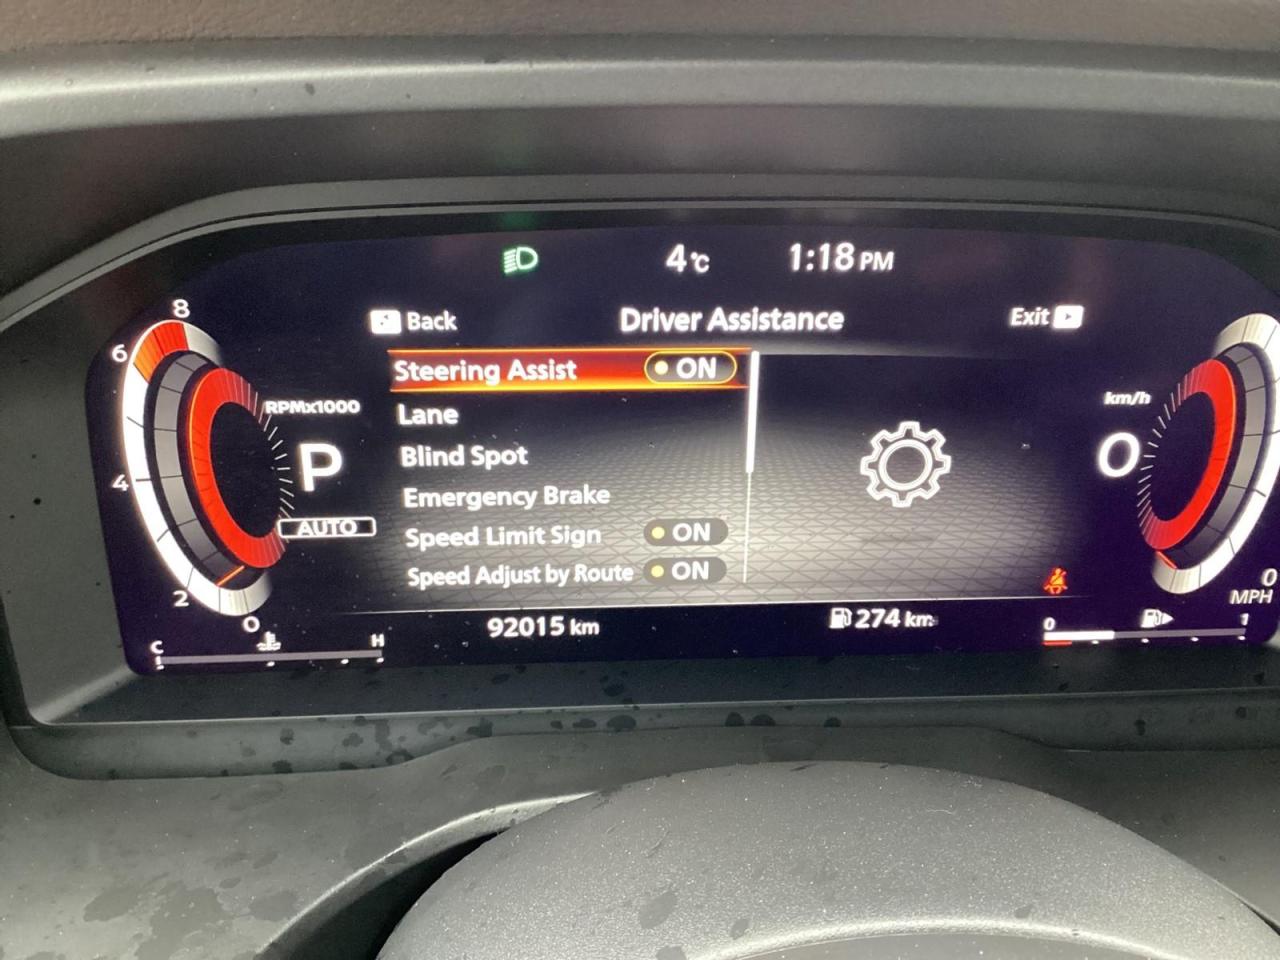 4°C 1:18 PM
Back Driver Assistance Exit
Steering Assist ON
Lane
Blind Spot
Emergency Brake
Speed Limit Sign ON
Speed Adjust by Route ON
8
6
4
2
0
RPMx1000
P
AUTO
km/h
0
0
MPH
92015 km 274 km
C H
0 1